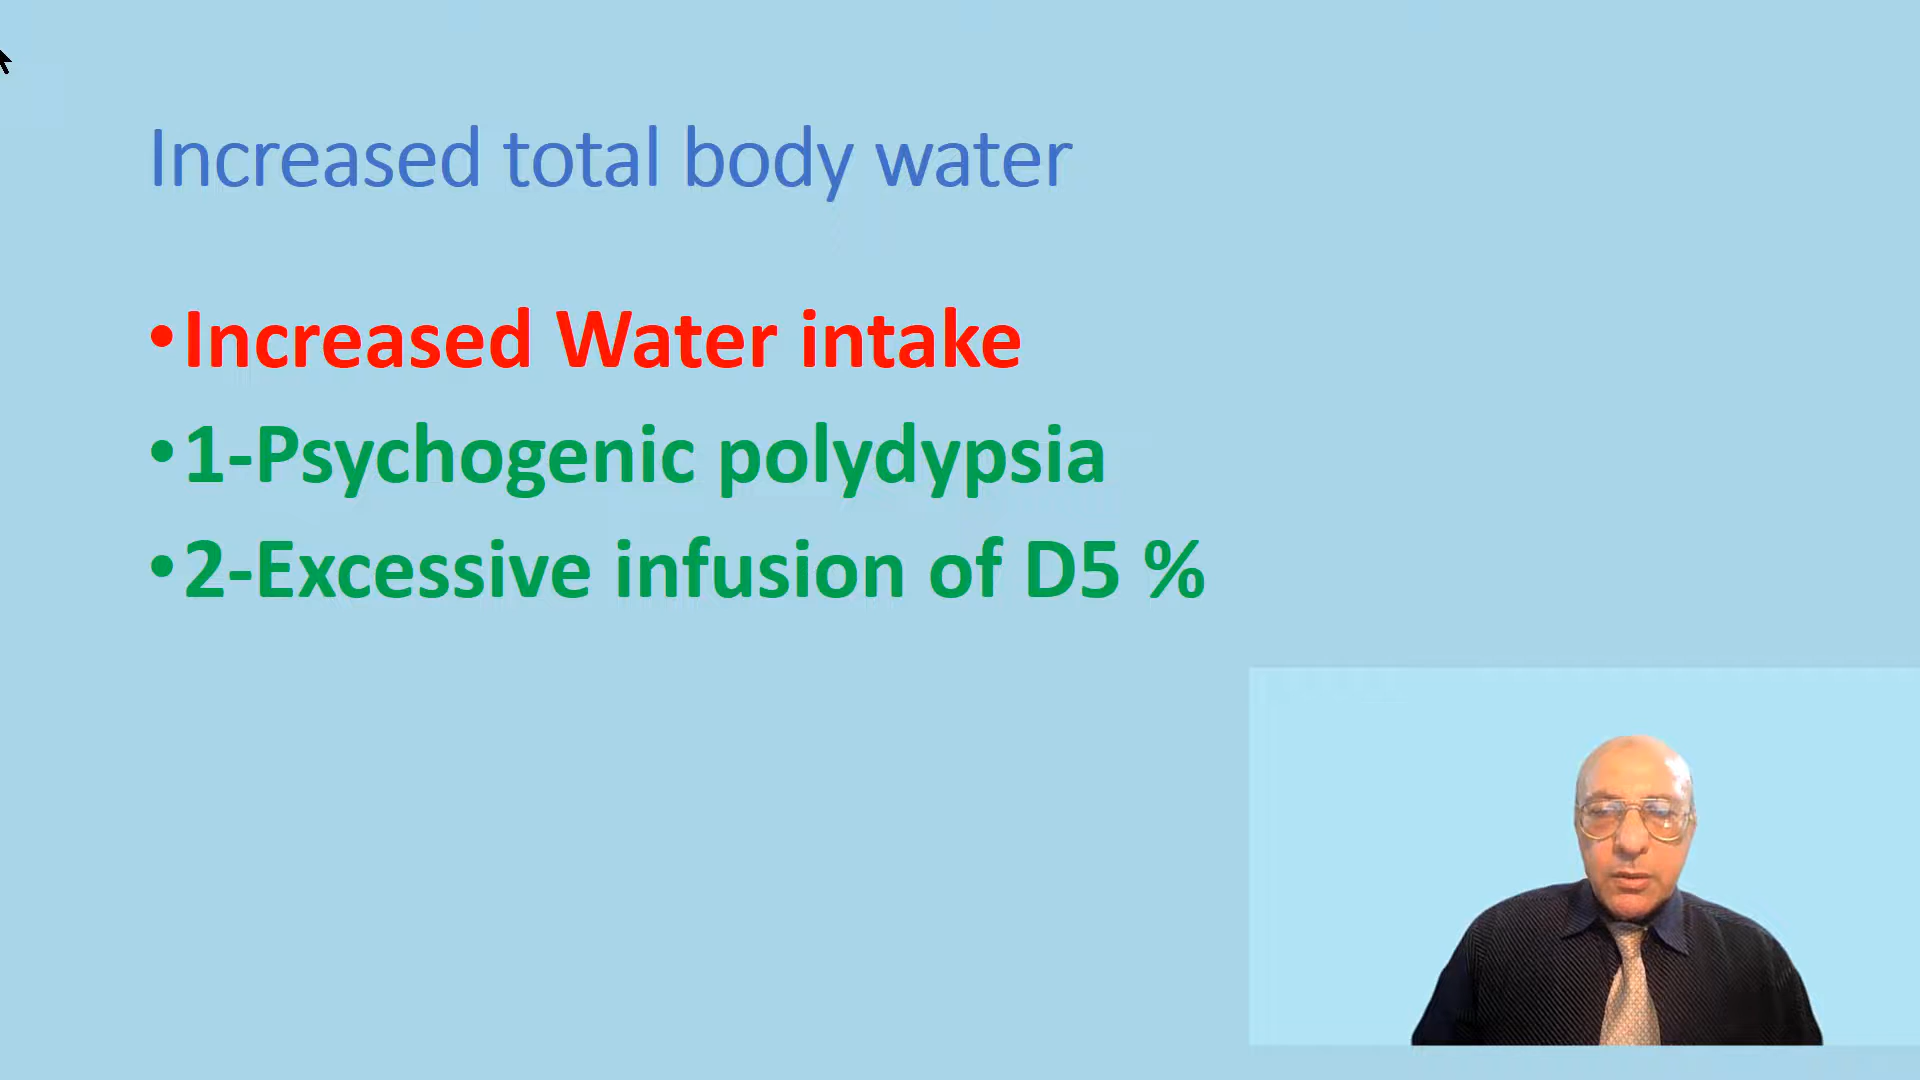 Increased total body water
•Increased Water intake
•1-Psychogenic polydypsia
•2-Excessive infusion of D5 %